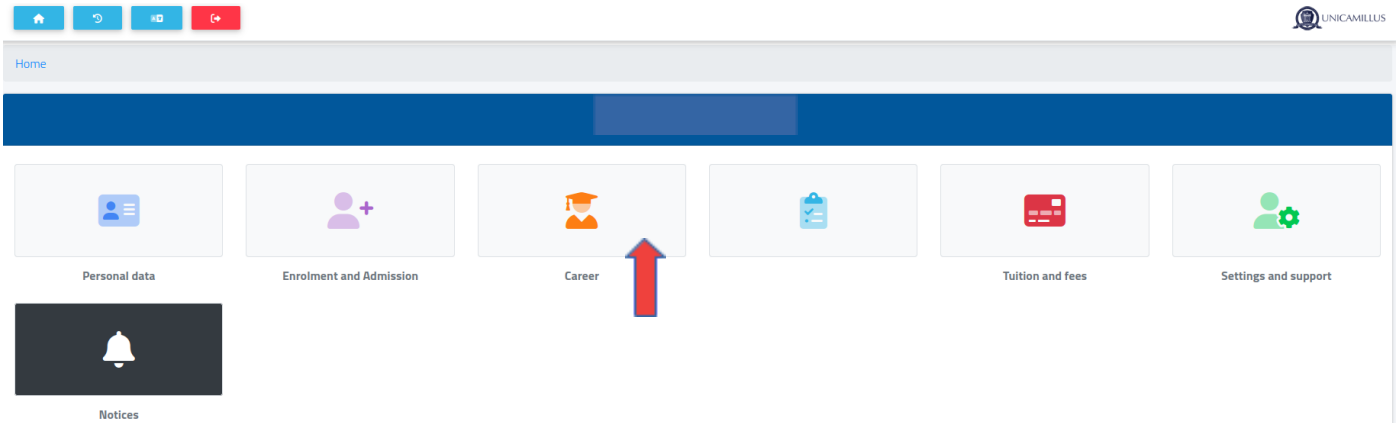 UNICAMILLUS
Home
Personal data
Enrolment and Admission
Career
Tuition and fees
Settings and support
Notices